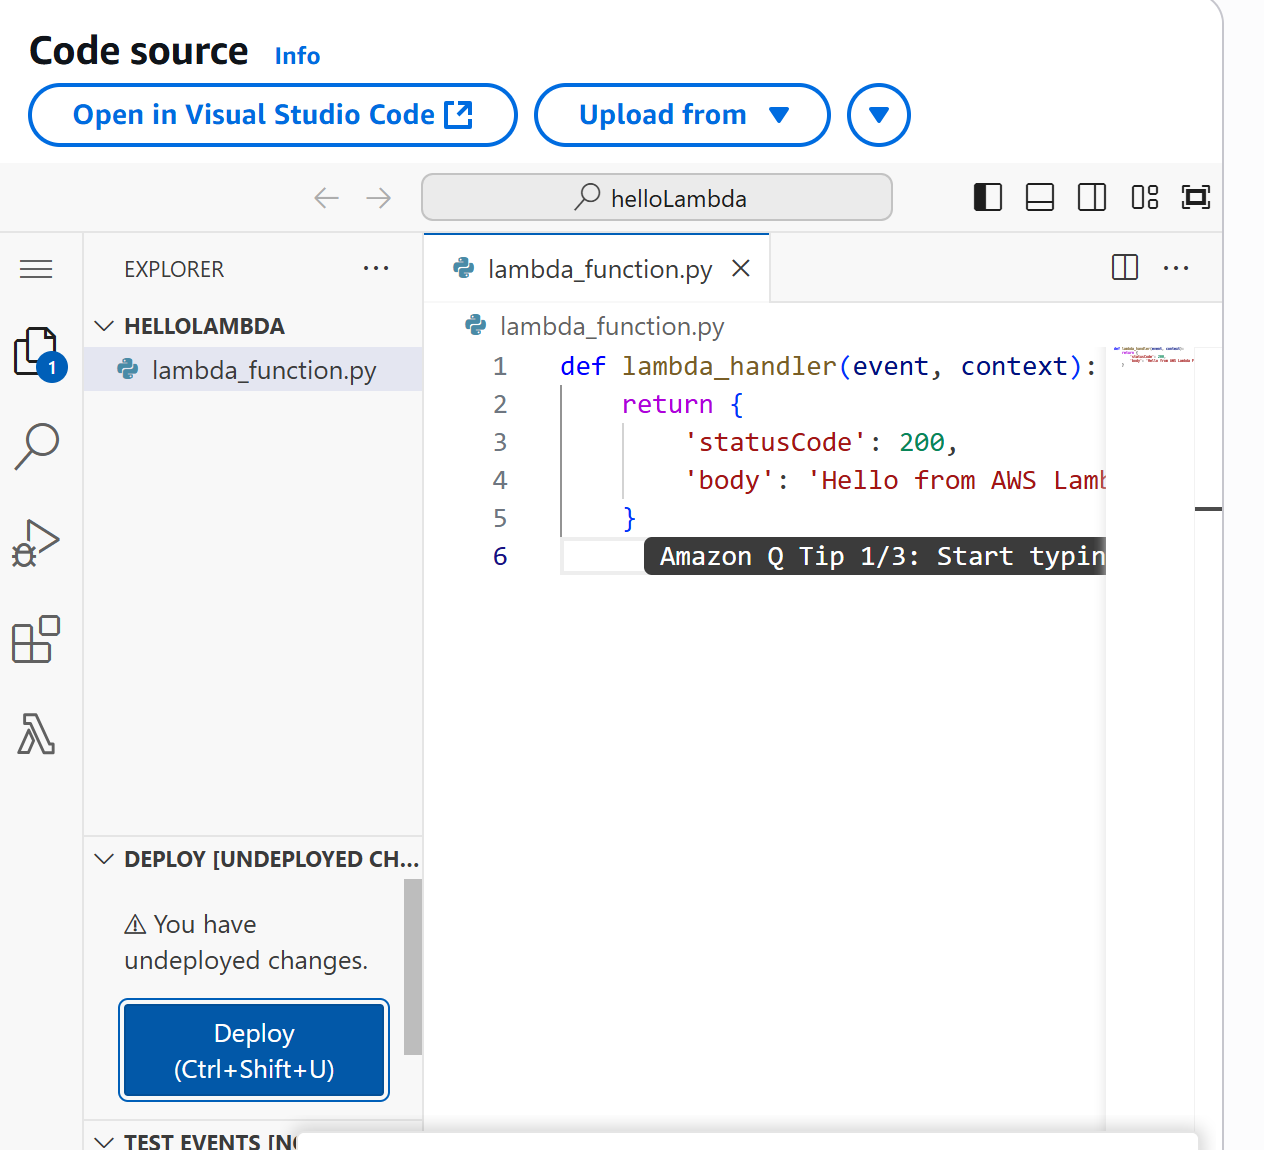 Code source Info
Open in Visual Studio Code
Upload from
helloLambda
EXPLORER
HELLOLAMBDA
lambda_function.py
lambda_function.py
lambda_function.py
1 def lambda_handler(event, context):
2 return {
3 'statusCode': 200,
4 'body': 'Hello from AWS Lamb
5 }
6 Amazon Q Tip 1/3: Start typin
1
DEPLOY [UNDEPLOYED CH...
You have
undeployed changes.
Deploy
(Ctrl+Shift+U)
TEST EVENTS [NO